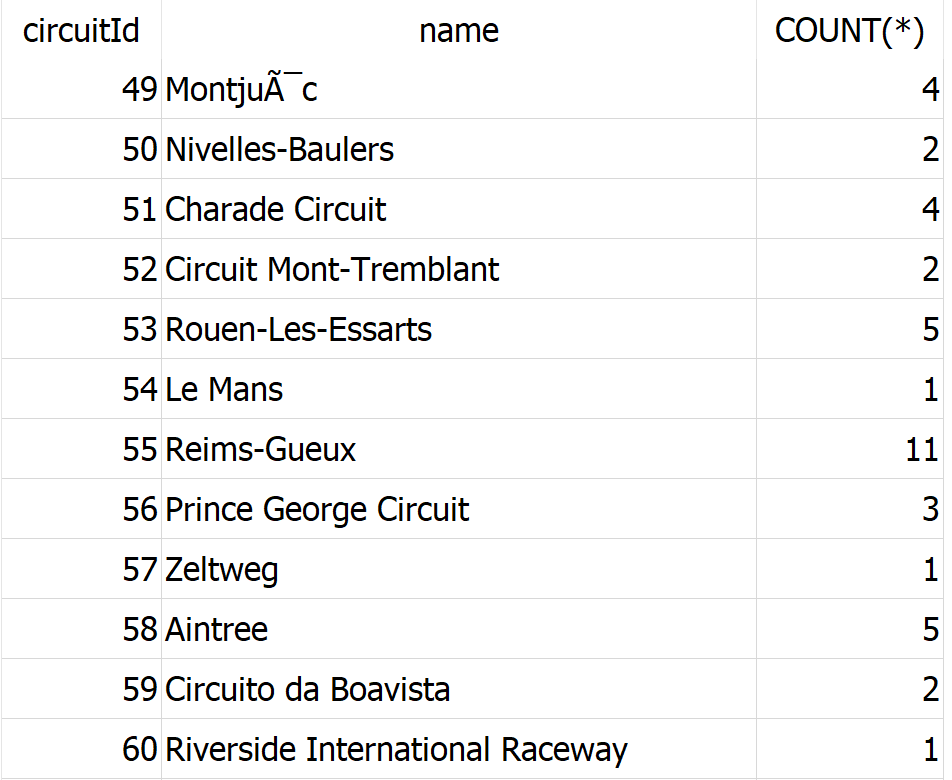 circuitId name COUNT(*)
49 MontjuÃ¯c 4
50 Nivelles-Baulers 2
51 Charade Circuit 4
52 Circuit Mont-Tremblant 2
53 Rouen-Les-Essarts 5
54 Le Mans 1
55 Reims-Gueux 11
56 Prince George Circuit 3
57 Zeltweg 1
58 Aintree 5
59 Circuito da Boavista 2
60 Riverside International Raceway 1